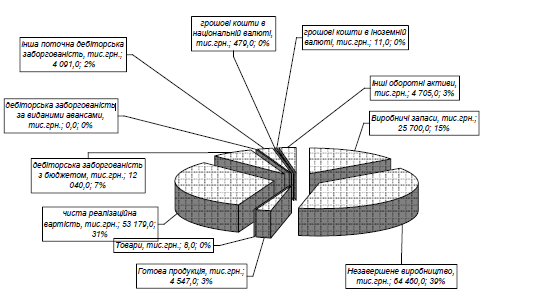 грошові кошти в
національній валюті,
тис.грн.; 479,0; 0%
грошові кошти в іноземній
валюті, тис.грн.; 11,0; 0%
Інша поточна дебіторська
заборгованість, тис.грн.;
4 091,0; 2%
Інші оборотні активи,
тис.грн.; 4 705,0; 3%
дебіторська заборгованість
за виданими авансами,
тис.грн.; 0,0; 0%
Виробничі запаси, тис.грн.;
25 700,0; 15%
дебіторська заборгованість
з бюджетом, тис.грн.; 12
040,0; 7%
чиста реалізаційна
вартість, тис.грн.; 53 179,0;
31%
Товари, тис.грн.; 6,0; 0%
Готова продукція, тис.грн.;
4 547,0; 3%
Незавершене виробництво,
тис.грн.; 64 460,0; 39%